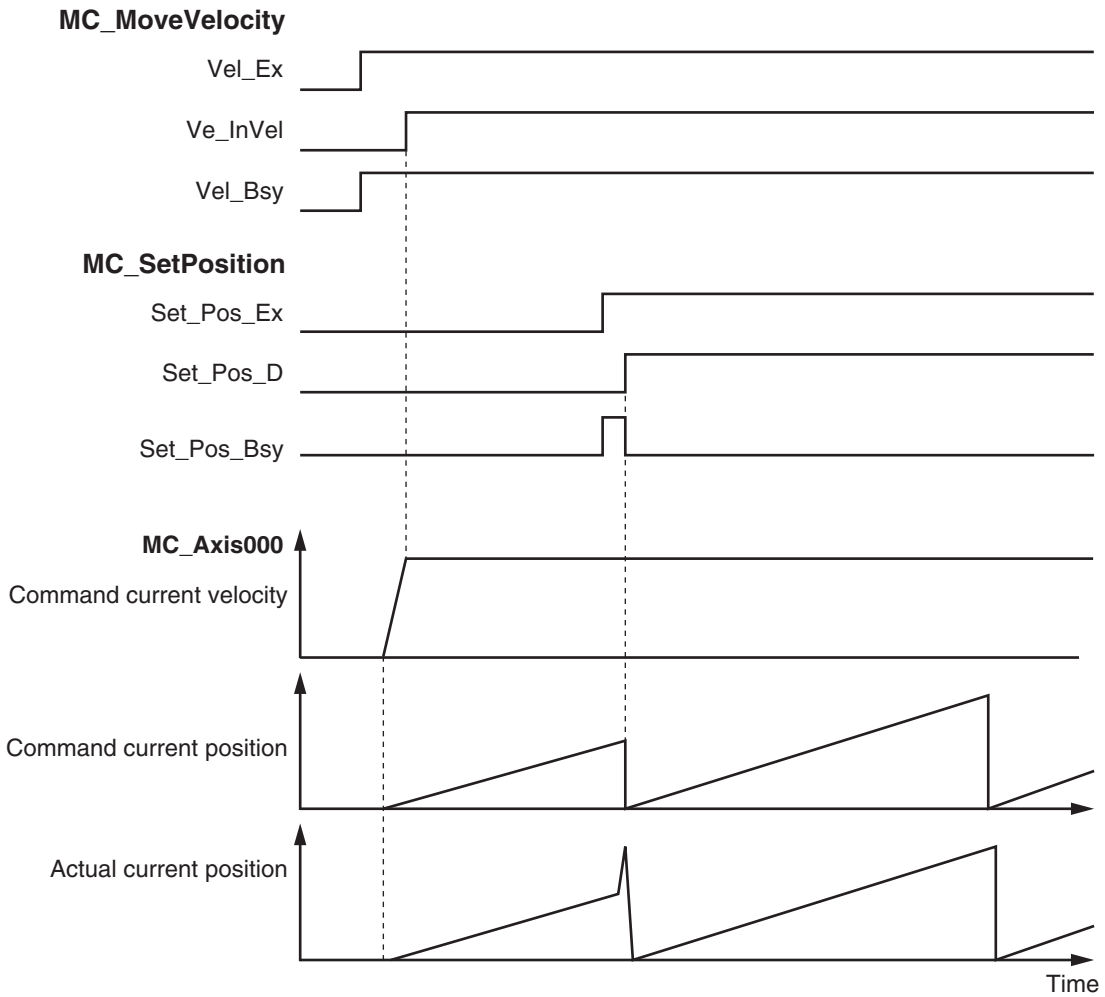 MC_MoveVelocity
Vel_Ex
Ve_InVel
Vel_Bsy
MC_SetPosition
Set_Pos_Ex
Set_Pos_D
Set_Pos_Bsy
MC_Axis000
Command current velocity
Command current position
Actual current position
Time